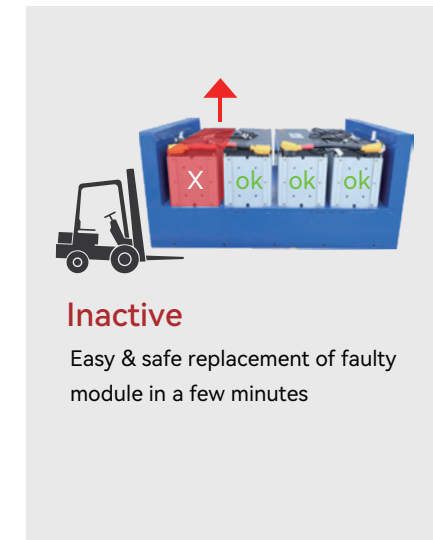 X ok ok ok
Inactive
Easy & safe replacement of faulty
module in a few minutes